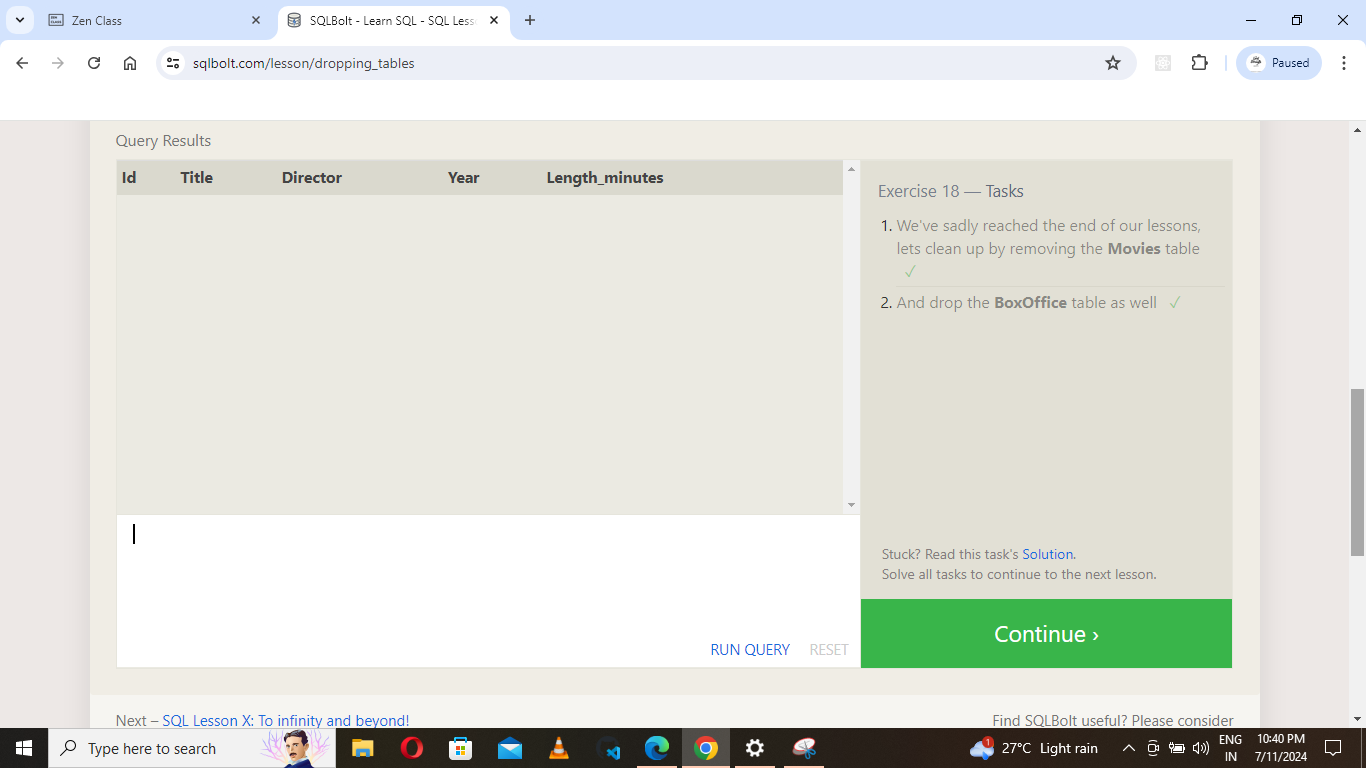 Zen Class
SQLBolt - Learn SQL - SQL Less
sqlbolt.com/lesson/dropping_tables
Paused
Query Results
Id Title Director Year Length_minutes
Exercise 18 — Tasks
1. We've sadly reached the end of our lessons,
lets clean up by removing the Movies table
✓
2. And drop the BoxOffice table as well ✓
Stuck? Read this task's Solution.
Solve all tasks to continue to the next lesson.
RUN QUERY RESET
Continue ›
Next – SQL Lesson X: To infinity and beyond!
Find SQLBolt useful? Please consider
Type here to search
1
27°C Light rain
ENG
IN
10:40 PM
7/11/2024